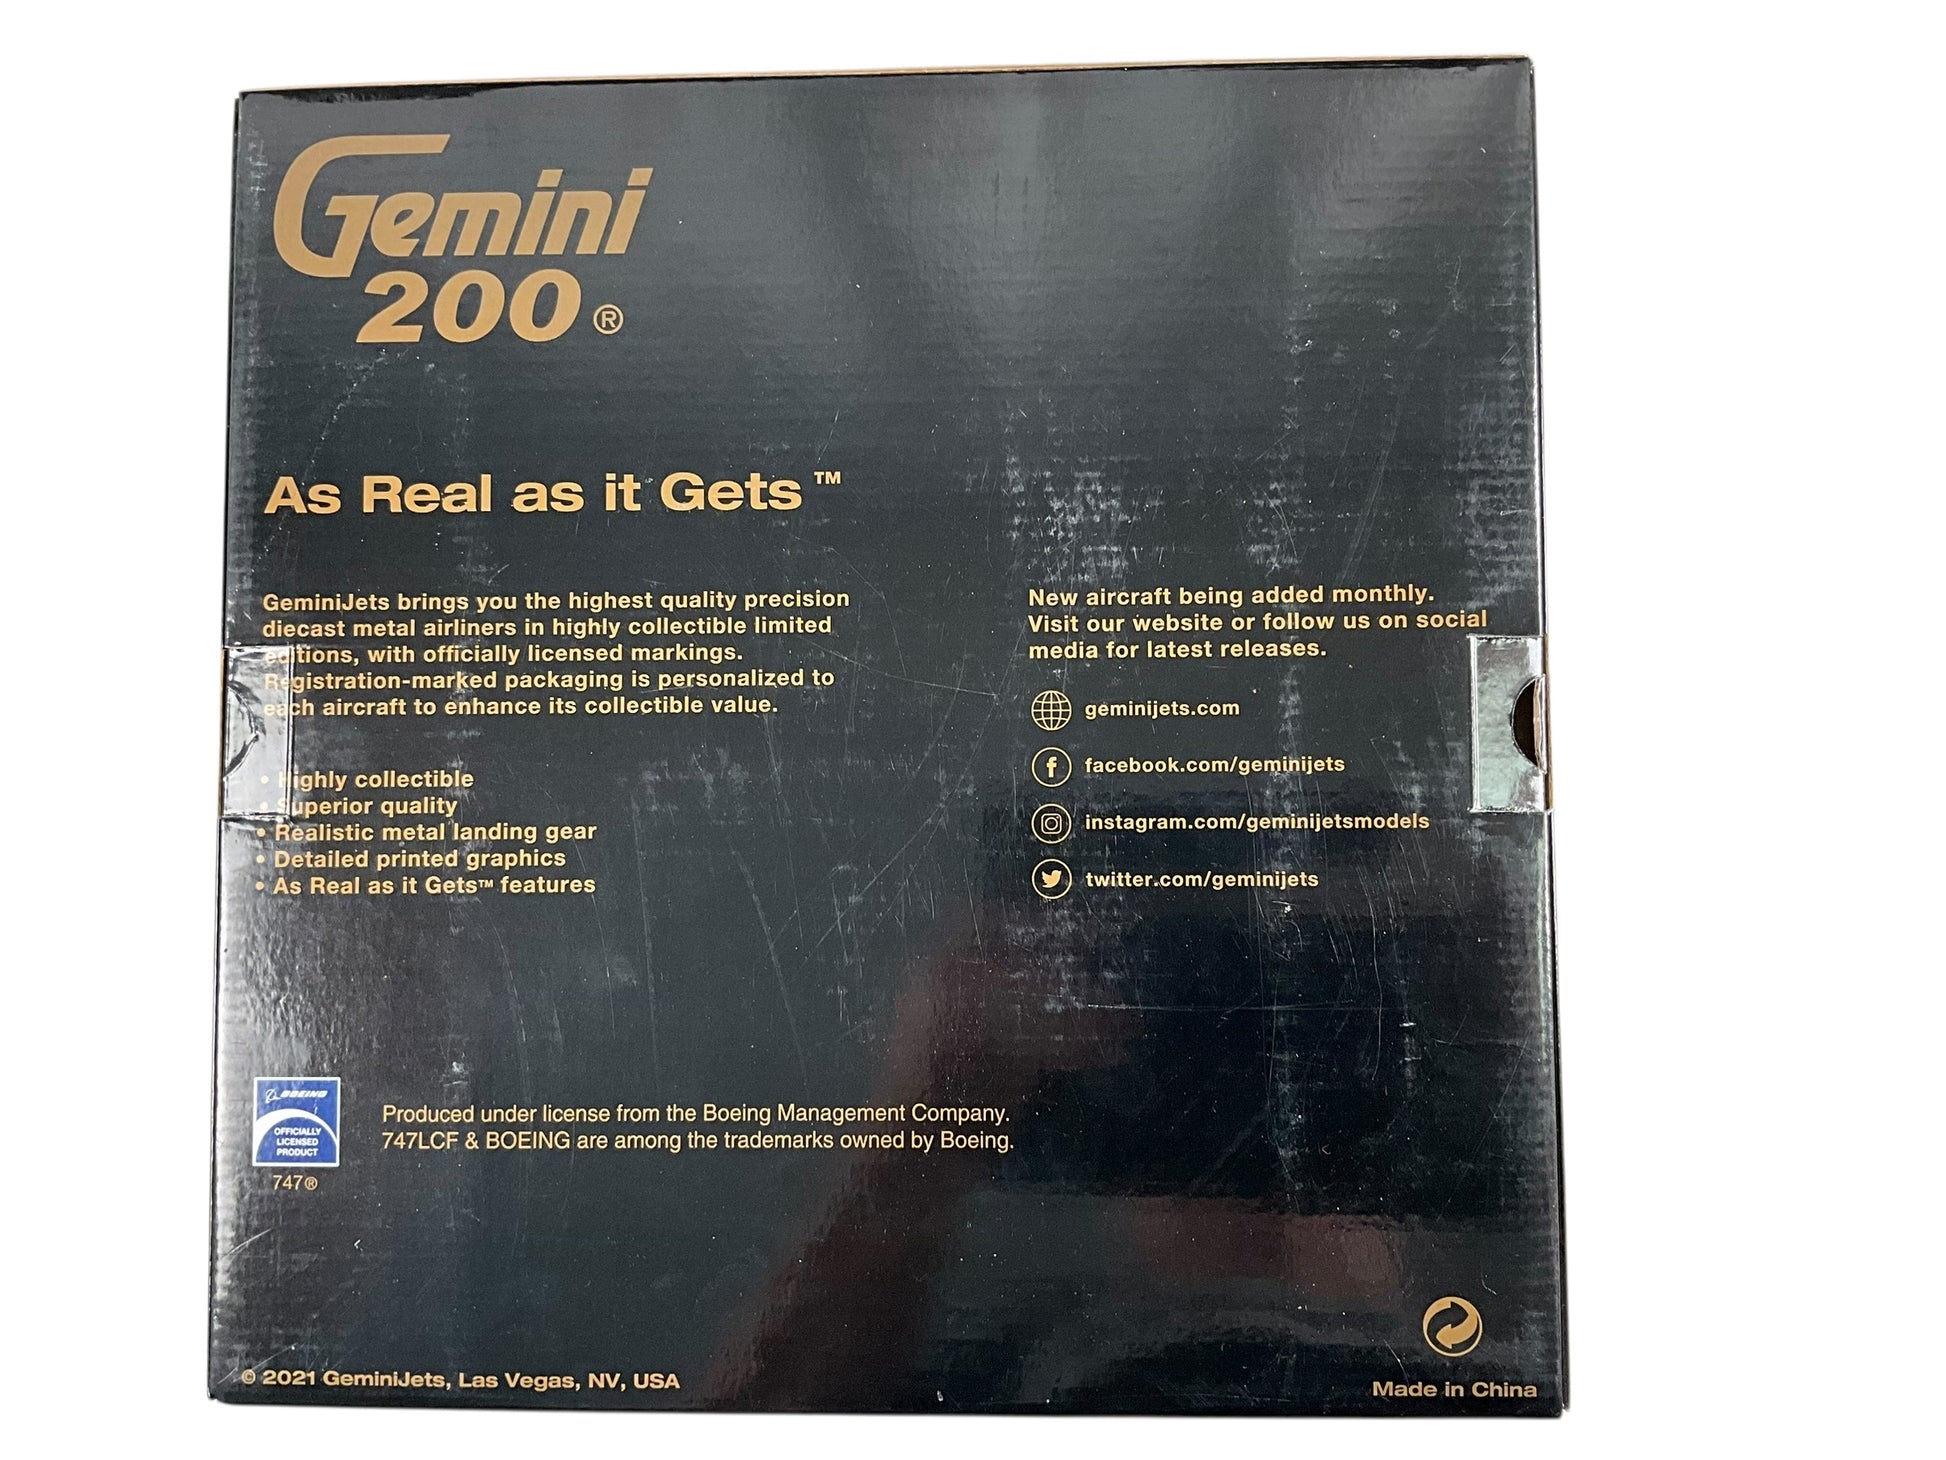 Gemini
200®
As Real as it Gets™
GeminiJets brings you the highest quality precision
diecast metal airliners in highly collectible limited
editions, with officially licensed markings.
Registration-marked packaging is personalized to
each aircraft to enhance its collectible value.
• Highly collectible
• Superior quality
• Realistic metal landing gear
• Detailed printed graphics
• As Real as it Gets™ features
New aircraft being added monthly.
Visit our website or follow us on social
media for latest releases.
geminijets.com
facebook.com/geminijets
instagram.com/geminijetsmodels
twitter.com/geminijets
BOEING
OFFICIALLY
LICENSED
PRODUCT
747®
Produced under license from the Boeing Management Company.
747LCF & BOEING are among the trademarks owned by Boeing.
© 2021 GeminiJets, Las Vegas, NV, USA
Made in China